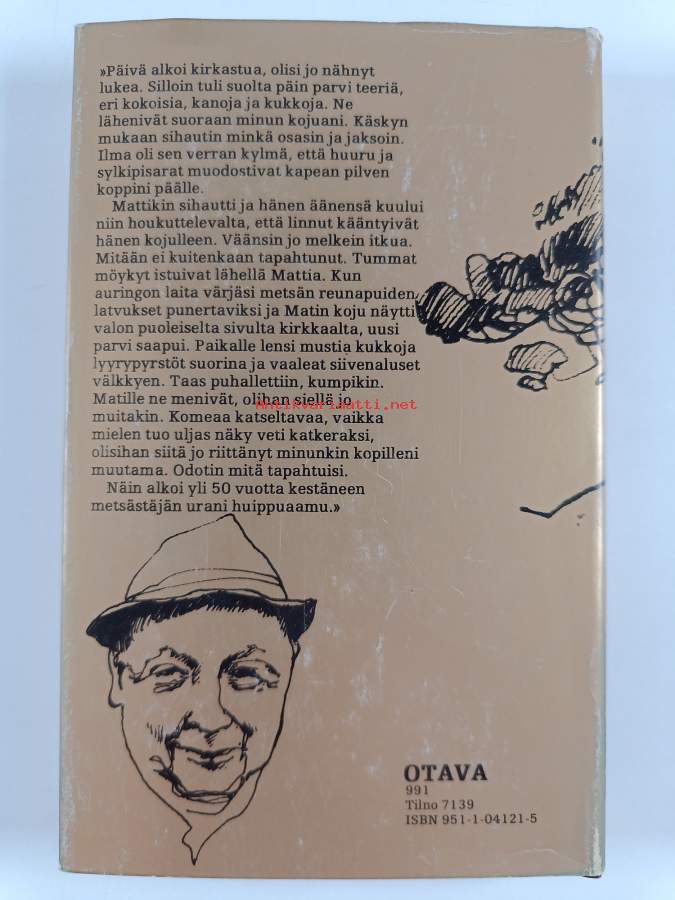 »Päivä alkoi kirkastua, olisi jo nähnyt
lukea. Silloin tuli suolta päin parvi teeriä,
eri kokoisia, kanoja ja kukkoja. Ne
lähenivät suoraan minun kojuani. Käskyn
mukaan sihautin minkä osasin ja jaksoin.
Ilma oli sen verran kylmä, että huuru ja
sylkipisarat muodostivat kapean pilven
koppini päälle.
Mattikin sihautti ja hänen äänensä kuului
niin houkuttelevalta, että linnut kääntyivät
hänen kojulleen. Väänsin jo melkein itkua.
Mitään ei kuitenkaan tapahtunut. Tummat
möykyt istuivat lähellä Mattia. Kun
auringon laita värjäsi metsän reunapuiden
latvukset punertaviksi ja Matin koju näytti
valon puoleiselta sivulta kirkkaalta, uusi
parvi saapui. Paikalle lensi mustia kukkoja
lyyrypyrstöt suorina ja vaaleat siivenaluset
välkkyen. Taas puhallettiin, kumpikin.
Matille ne menivät, olihan siellä jo
muitakin. Komeaa katseltavaa, vaikka
Antikvariaatti.net
mielen tuo uljas näky veti katkeraksi,
olisihan siitä jo riittänyt minunkin kopilleni
muutama. Odotin mitä tapahtuisi.
Näin alkoi yli 50 vuotta kestäneen
metsästäjän urani huippuaamu.»
OTAVA
991
Tilno 7139
ISBN 951-1-04121-5